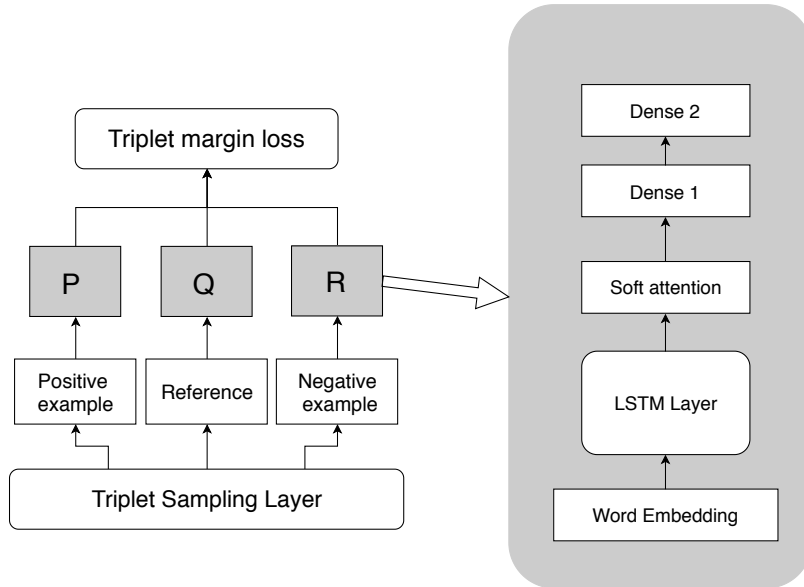 Triplet margin loss
P
Q
R
Positive
example
Reference
Negative
example
Triplet Sampling Layer
Dense 2
Dense 1
Soft attention
LSTM Layer
Word Embedding